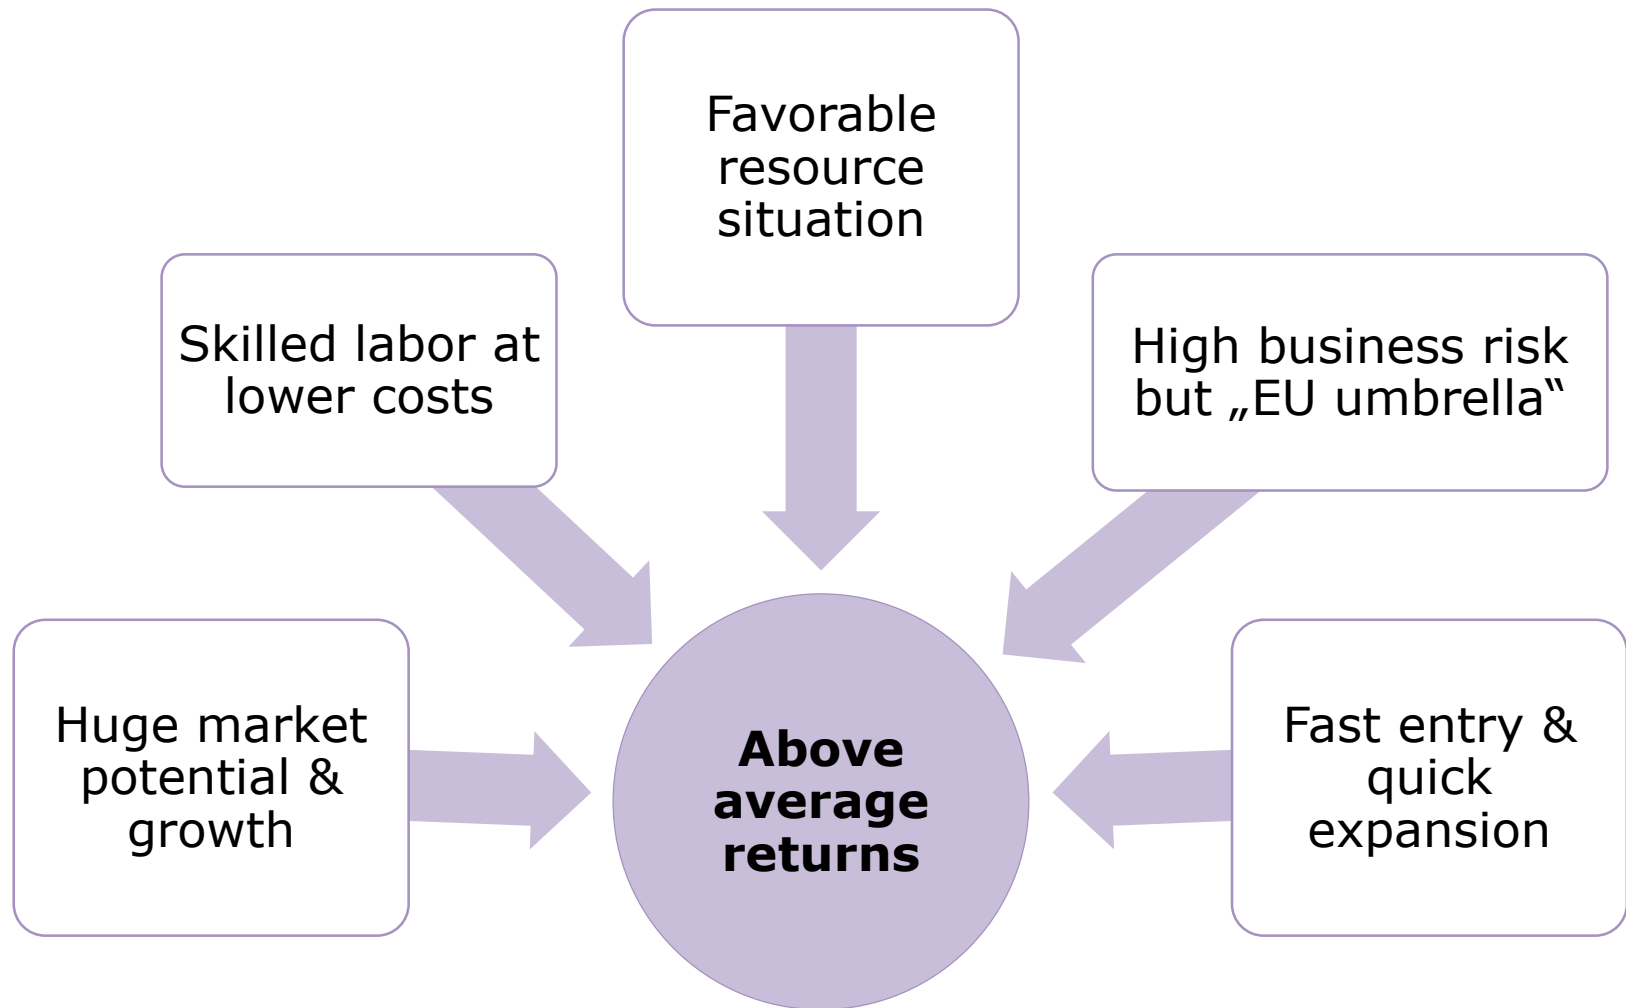 Favorable
resource
situation
Skilled labor at
lower costs
High business risk
but „EU umbrella“
Huge market
potential &
growth
Above
average
returns
Fast entry &
quick
expansion